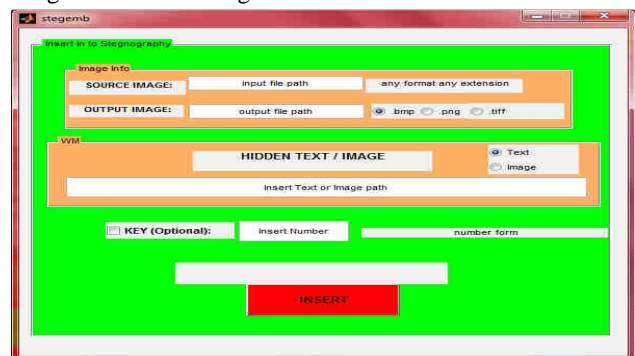 stegemb
Insert in to Stegnography
Image Info
SOURCE IMAGE: input file path any format any extension
OUTPUT IMAGE: output file path .bmp .png .tiff
WM
HIDDEN TEXT / IMAGE Text
Image
Insert Text or Image path
KEY (Optional): Insert Number number form
INSERT